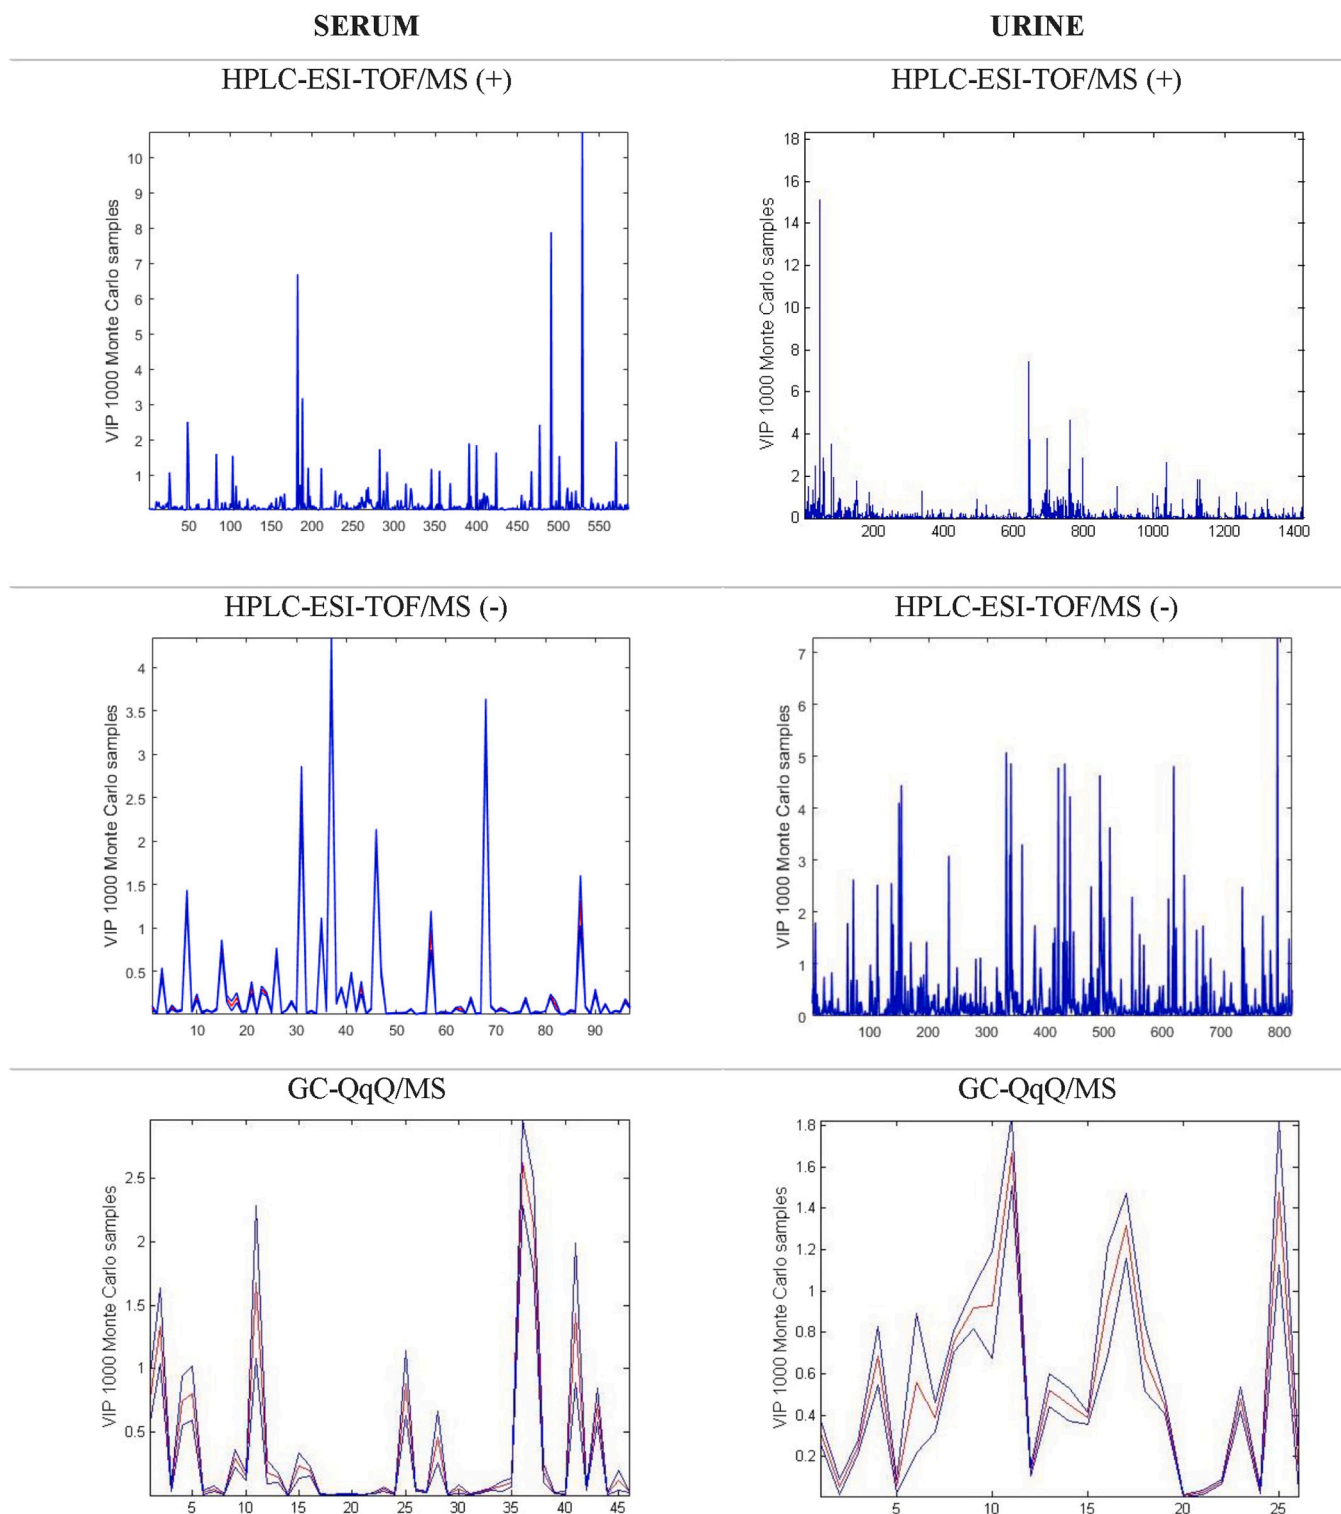 SERUM
URINE
HPLC-ESI-TOF/MS (+)
HPLC-ESI-TOF/MS (+)
VIP 1000 Monte Carlo samples
10
9
8
7
6
5
4
3
2
1
50 100 150 200 250 300 350 400 450 500 550
VIP 1000 Monte Carlo samples
18
16
14
12
10
8
6
4
2
0
200 400 600 800 1000 1200 1400
HPLC-ESI-TOF/MS (-)
HPLC-ESI-TOF/MS (-)
VIP 1000 Monte Carlo samples
4
3.5
3
2.5
2
1.5
1
0.5
10 20 30 40 50 60 70 80 90
VIP 1000 Monte Carlo samples
7
6
5
4
3
2
1
0
100 200 300 400 500 600 700 800
GC-QqQ/MS
GC-QqQ/MS
VIP 1000 Monte Carlo samples
2.5
2
1.5
1
0.5
5 10 15 20 25 30 35 40 45
VIP 1000 Monte Carlo samples
1.8
1.6
1.4
1.2
1
0.8
0.6
0.4
0.2
5 10 15 20 25